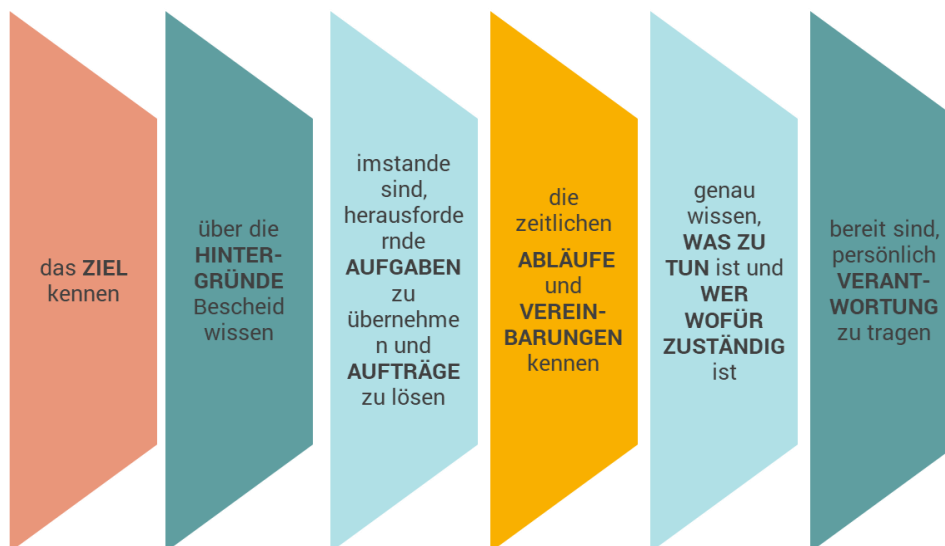 das ZIEL
kennen
über die
HINTER-
GRÜNDE
Bescheid
wissen
imstande
sind,
herausforde
rnde
AUFGABEN
zu
übernehme
n und
AUFTRÄGE
zu lösen
die
zeitlichen
ABLÄUFE
und
VEREIN-
BARUNGEN
kennen
genau
wissen,
WAS ZU
TUN ist und
WER
WOFÜR
ZUSTÄNDIG
ist
bereit sind,
persönlich
VERANT-
WORTUNG
zu tragen